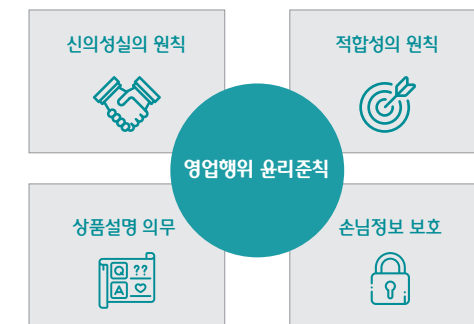 신의성실의 원칙
적합성의 원칙
영업행위 윤리준칙
상품설명 의무
손님정보 보호
Q ??
A